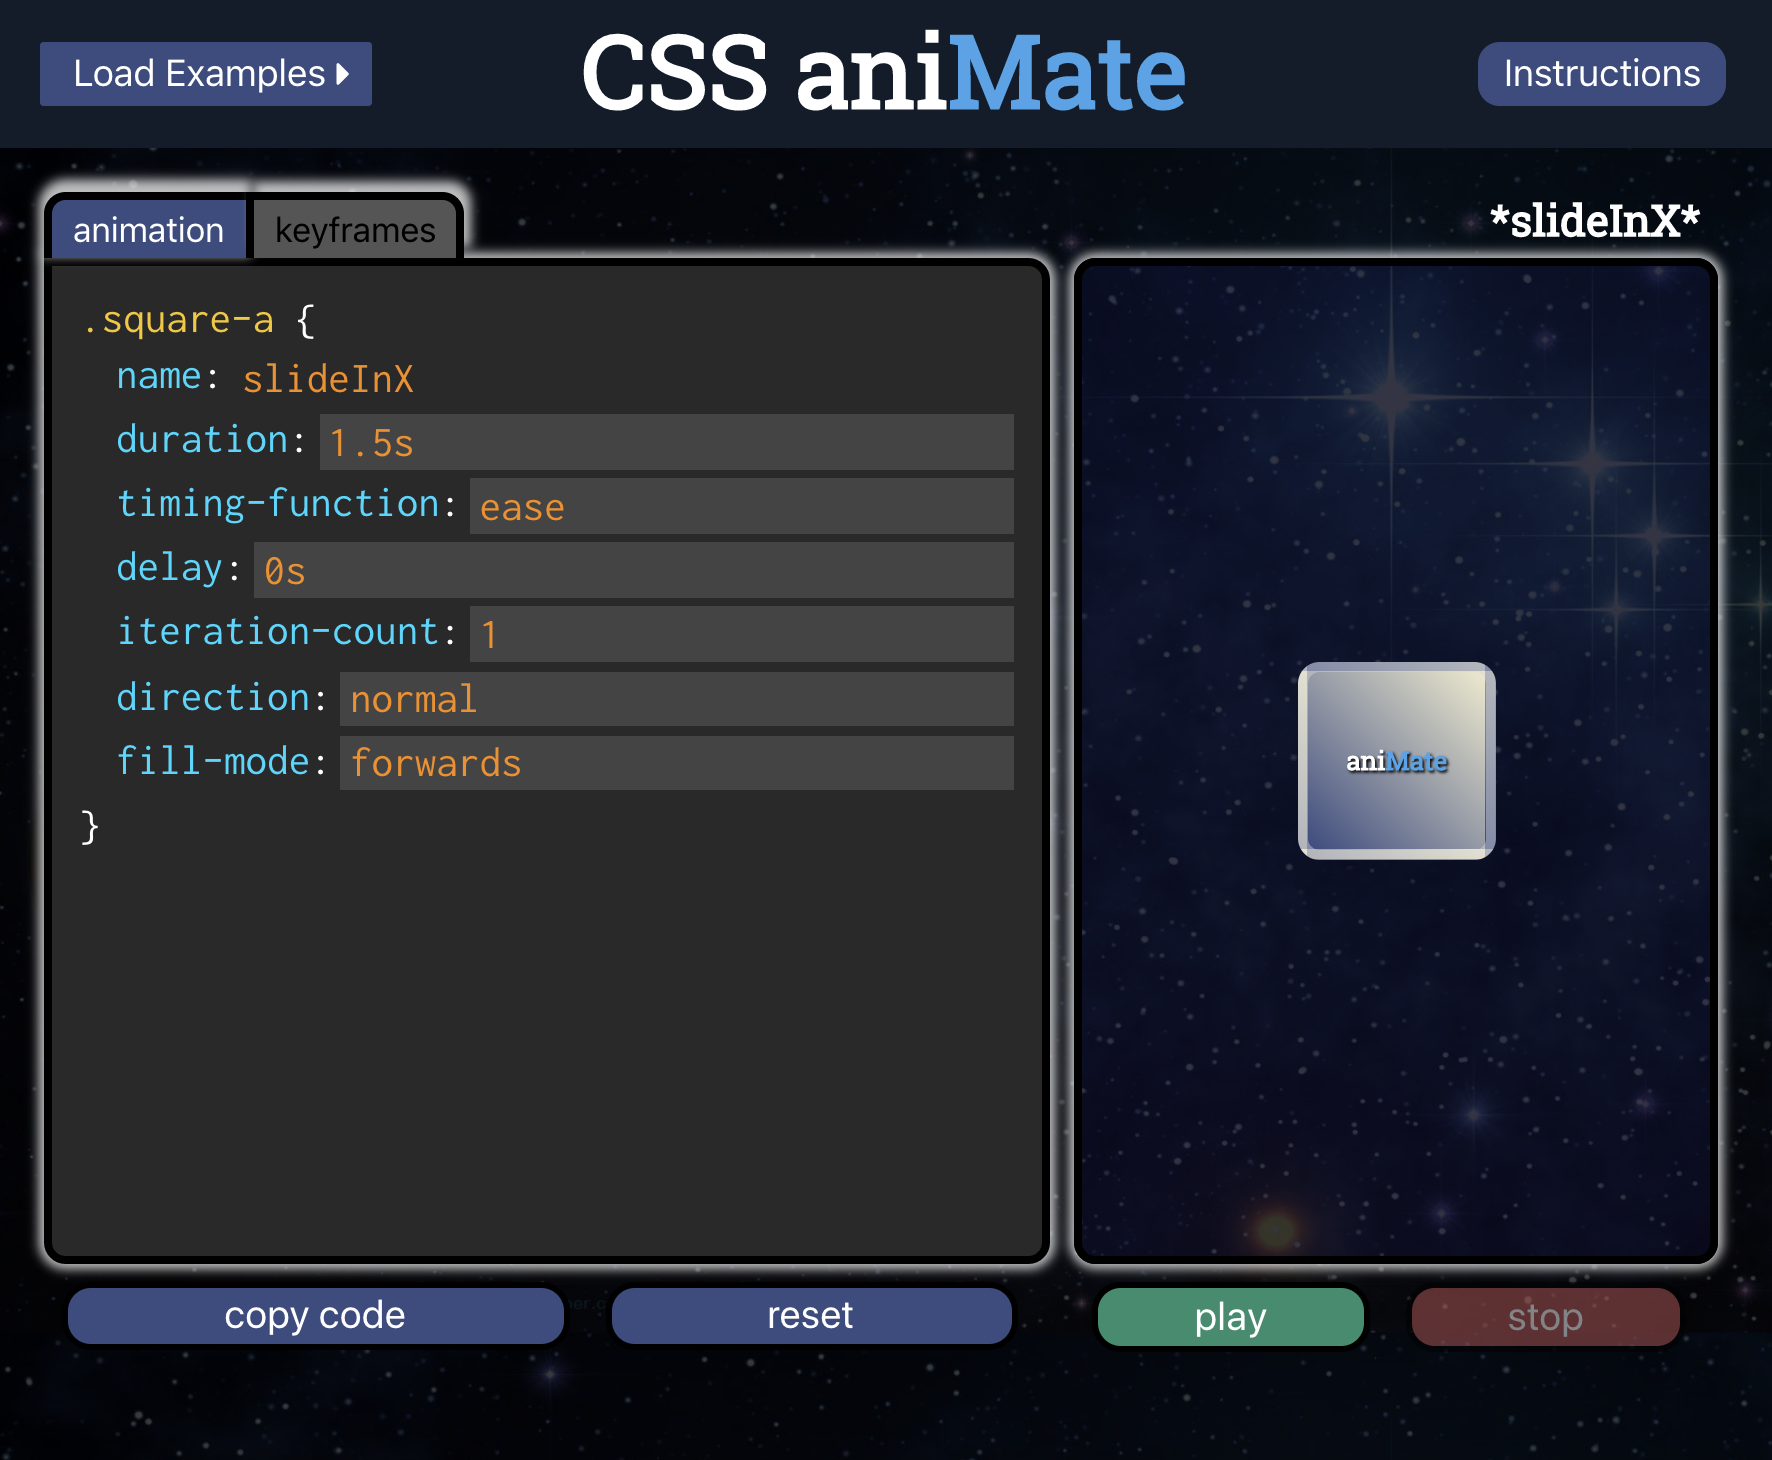 Load Examples
CSS aniMate
Instructions
animation
keyframes
*slideInX*
.square-a {
name: slideInX
duration: 1.5s
timing-function: ease
delay: 0s
iteration-count: 1
direction: normal
fill-mode: forwards
}
aniMate
copy code
reset
play
stop